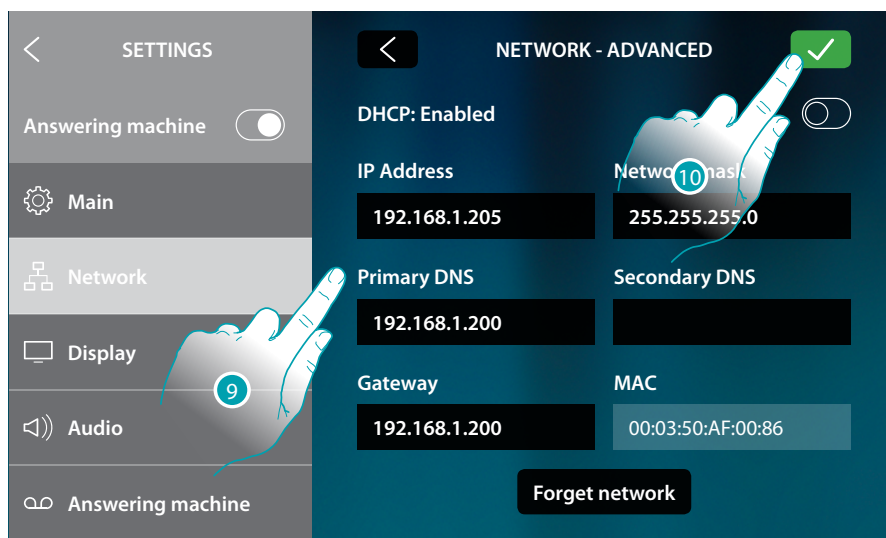 SETTINGS
Answering machine
Main
Network
Display
Audio
Answering machine
NETWORK - ADVANCED
DHCP: Enabled
IP Address
192.168.1.205
Network mask
255.255.255.0
Primary DNS
192.168.1.200
Secondary DNS
Gateway
192.168.1.200
MAC
00:03:50:AF:00:86
Forget network
9
10